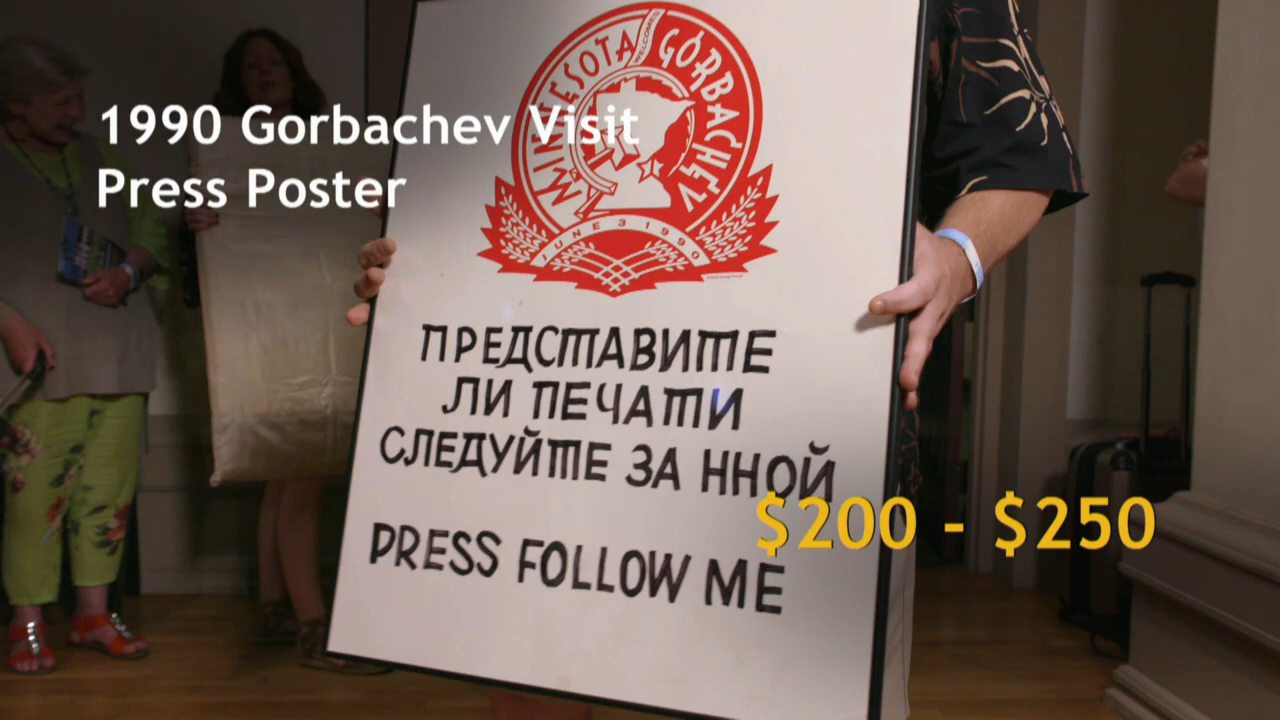 1990 Gorbachev Visit
Press Poster
MINNESOTA WELCOMES GORBACHEV
JUNE 3 1990
ПРЕДСТАВИТЕ
ЛИ ПЕЧАТИ
СЛЕДУЙТЕ ЗА ННОЙ
PRESS FOLLOW ME
$200 - $250